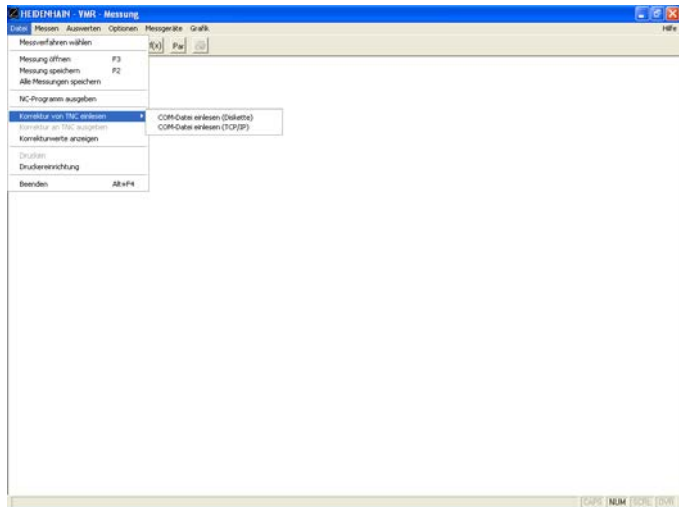 HEIDENHAIN - VMR - Messung
Datei Messen Auswerten Optionen Messgeräte Grafik Hilfe
f(x) Par
Messverfahren wählen
Messung öffnen F3
Messung speichern F2
Alle Messungen speichern
NC-Programm ausgeben
Korrektur von TNC einlesen
COM-Datei einlesen (Diskette)
COM-Datei einlesen (TCP/IP)
Korrektur an TNC ausgeben
Korrekturwerte anzeigen
Drucken
Druckereinrichtung
Beenden Alt+F4
CAPS NUM SCRL OVR